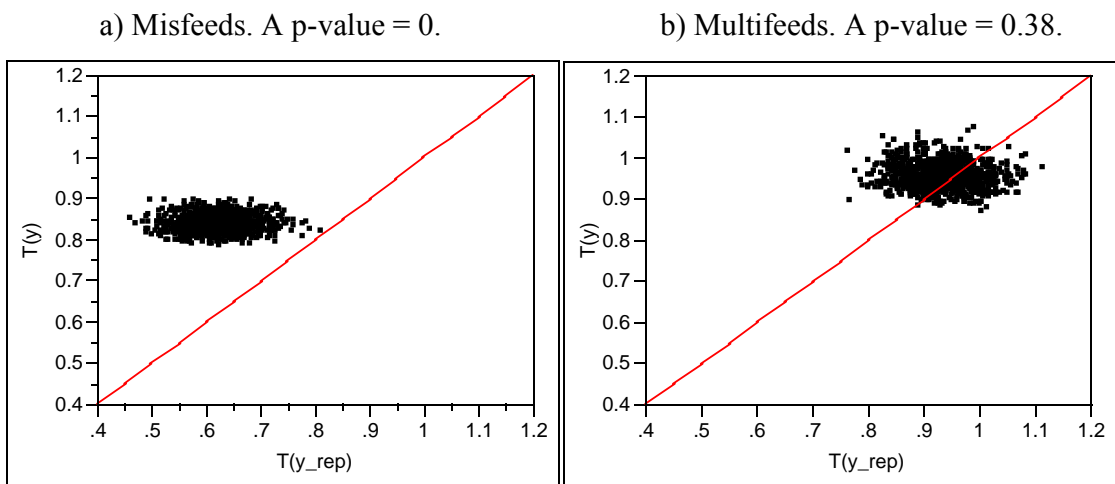 a) Misfeeds. A p-value = 0.
1.2
1.1
1
0.9
0.8
0.7
0.6
0.5
0.4
T(y)
.4 .5 .6 .7 .8 .9 1 1.1 1.2
T(y_rep)
b) Multifeeds. A p-value = 0.38.
1.2
1.1
1
0.9
0.8
0.7
0.6
0.5
0.4
T(y)
.4 .5 .6 .7 .8 .9 1 1.1 1.2
T(y_rep)